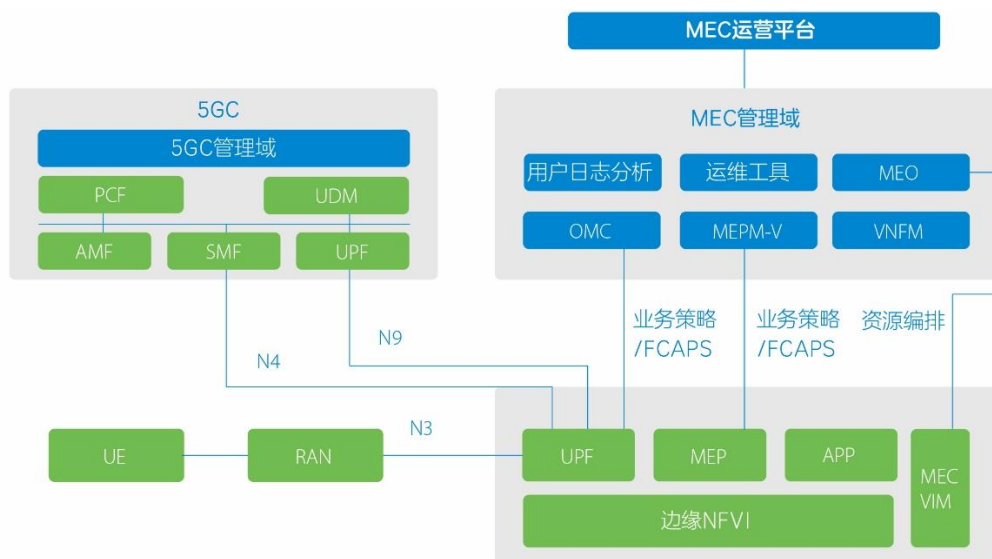 MEC运营平台
5GC
5GC管理域
PCF
UDM
AMF
SMF
UPF
MEC管理域
用户日志分析
运维工具
MEO
OMC
MEPM-V
VNFM
业务策略
/FCAPS
业务策略
/FCAPS
资源编排
N9
N4
N3
UE
RAN
UPF
MEP
APP
MEC
VIM
边缘NFVI